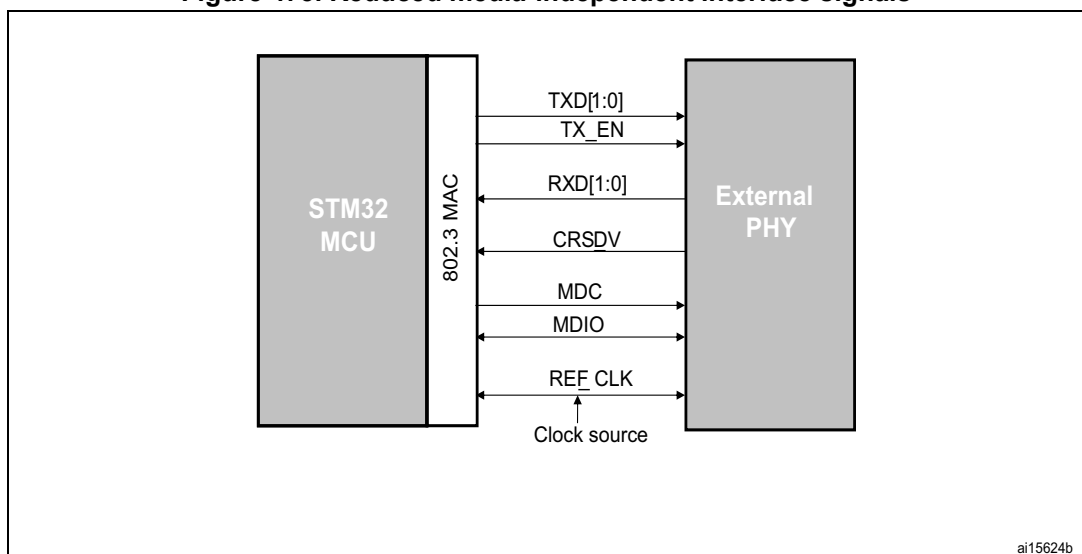 TXD[1:0]
TX_EN
RXD[1:0]
CRSDV
MDC
MDIO
REF_CLK
Clock source
STM32
MCU
802.3 MAC
External
PHY
ai15624b